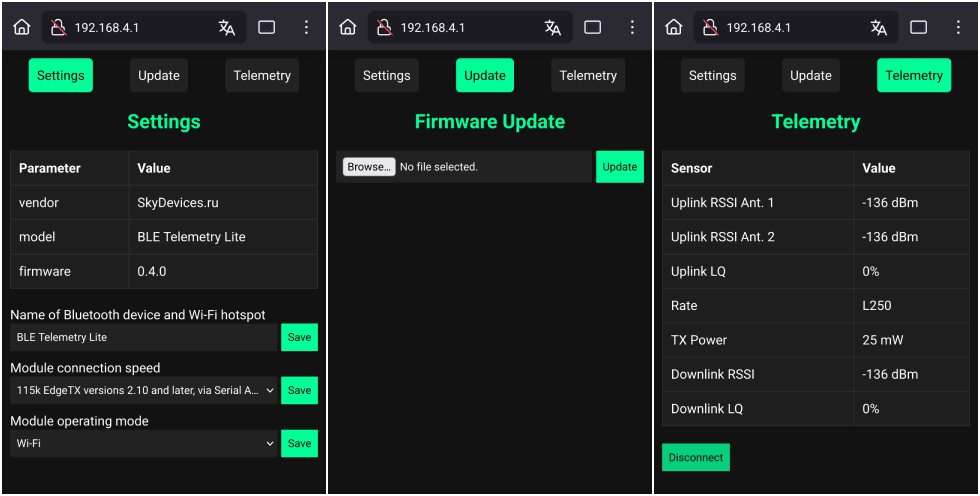 192.168.4.1
Settings Update Telemetry
Settings
Parameter Value
vendor SkyDevices.ru
model BLE Telemetry Lite
firmware 0.4.0
Name of Bluetooth device and Wi-Fi hotspot
BLE Telemetry Lite Save
Module connection speed
115k EdgeTX versions 2.10 and later, via Serial A... Save
Module operating mode
Wi-Fi Save
192.168.4.1
Settings Update Telemetry
Firmware Update
Browse... No file selected. Update
192.168.4.1
Settings Update Telemetry
Telemetry
Sensor Value
Uplink RSSI Ant. 1 -136 dBm
Uplink RSSI Ant. 2 -136 dBm
Uplink LQ 0%
Rate L250
TX Power 25 mW
Downlink RSSI -136 dBm
Downlink LQ 0%
Disconnect